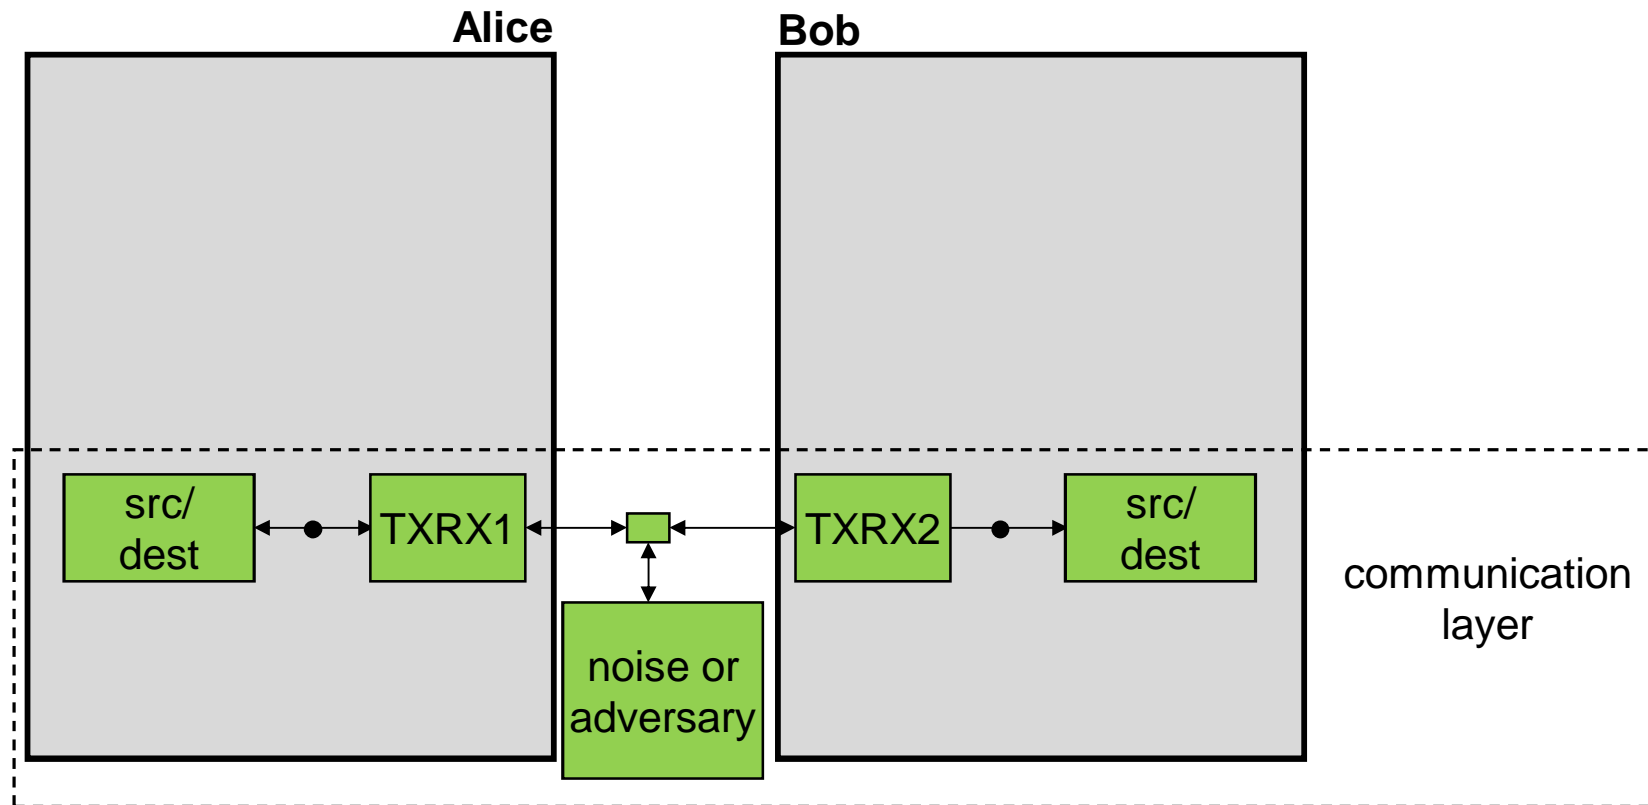 Alice
Bob
src/
dest
TXRX1
TXRX2
src/
dest
noise or
adversary
communication
layer